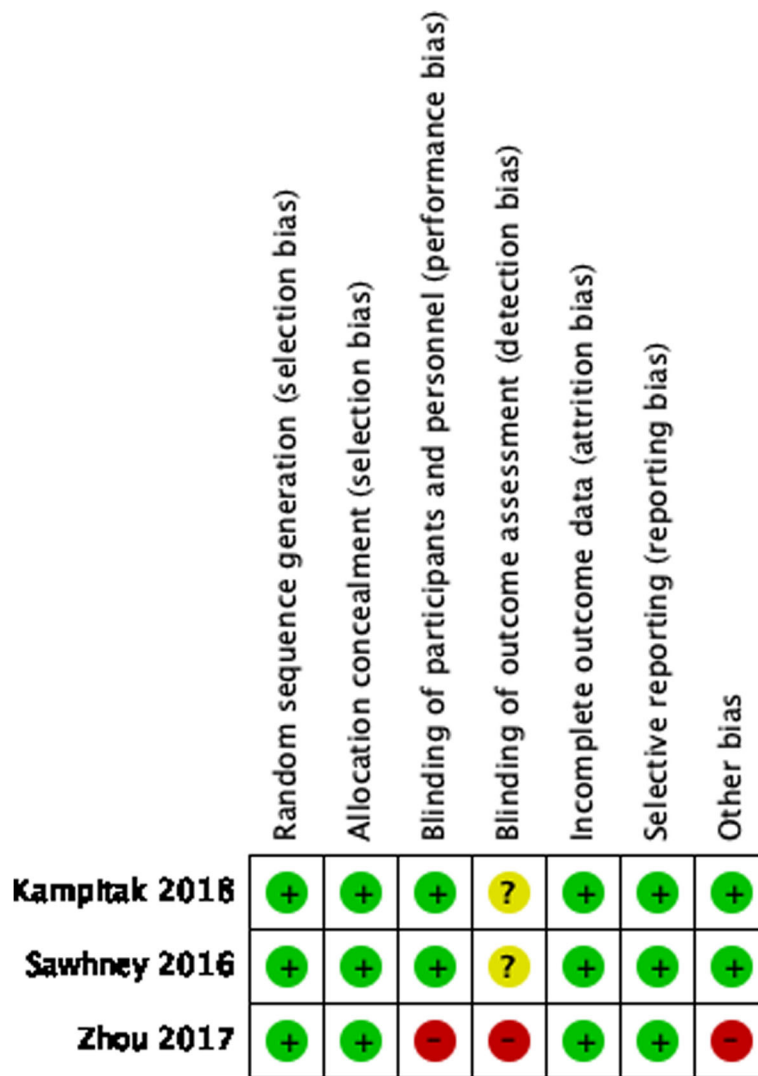 Random sequence generation (selection bias)
Allocation concealment (selection bias)
Blinding of participants and personnel (performance bias)
Blinding of outcome assessment (detection bias)
Incomplete outcome data (attrition bias)
Selective reporting (reporting bias)
Other bias
Kampitak 2018 + + + ? + + +
Sawhney 2016 + + + ? + + +
Zhou 2017 + + - - + + -